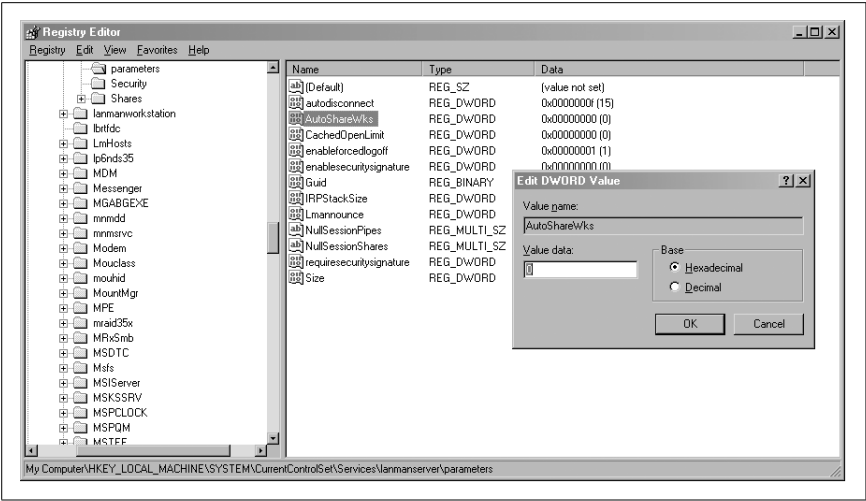 Registry Editor
Registry Edit View Favorites Help
parameters
Security
Shares
lanmanworkstation
lbrtfdc
LmHosts
lp6nds35
MDM
Messenger
MGABGEXE
mnmdd
mnmsrvc
Modem
Mouclass
mouhid
MountMgr
MPE
mraid35x
MRxSmb
MSDTC
Msfs
MSIServer
MSKSSRV
MSPCLOCK
MSPQM
MSTEE
Name Type Data
(Default) REG_SZ (value not set)
autodisconnect REG_DWORD 0x0000000f (15)
AutoShareWks REG_DWORD 0x00000000 (0)
CachedOpenLimit REG_DWORD 0x00000000 (0)
enableforcedlogoff REG_DWORD 0x00000001 (1)
enablesecuritysignature REG_DWORD 0x00000000 (0)
Guid REG_BINARY
IRPStackSize REG_DWORD
Lmannounce REG_DWORD
NullSessionPipes REG_MULTI_SZ
NullSessionShares REG_MULTI_SZ
requiresecuritysignature REG_DWORD
Size REG_DWORD
Edit DWORD Value
Value name:
AutoShareWks
Value data:
0
Base
Hexadecimal
Decimal
OK Cancel
My Computer\HKEY_LOCAL_MACHINE\SYSTEM\CurrentControlSet\Services\lanmanserver\parameters